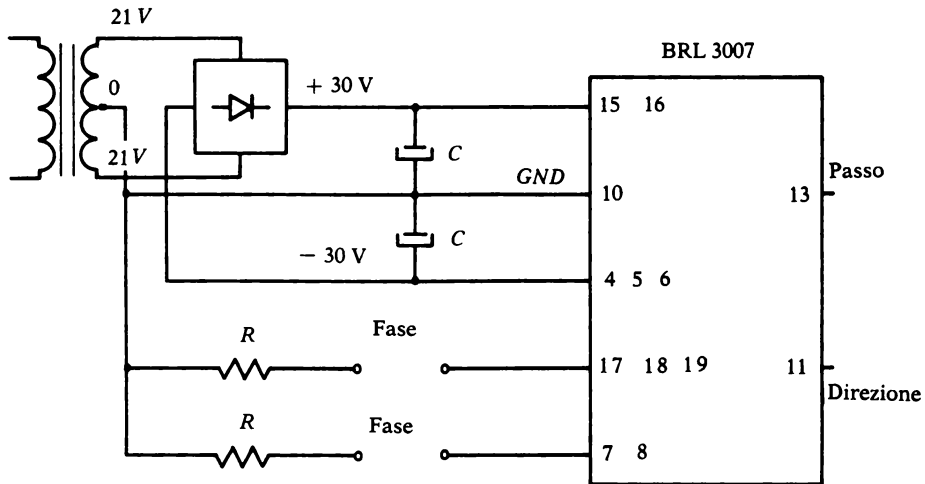 21 V
BRL 3007
0
+ 30 V
15 16
21 V
C
GND
10
13
Passo
C
− 30 V
4 5 6
R
Fase
17 18 19
11
Direzione
R
Fase
7 8